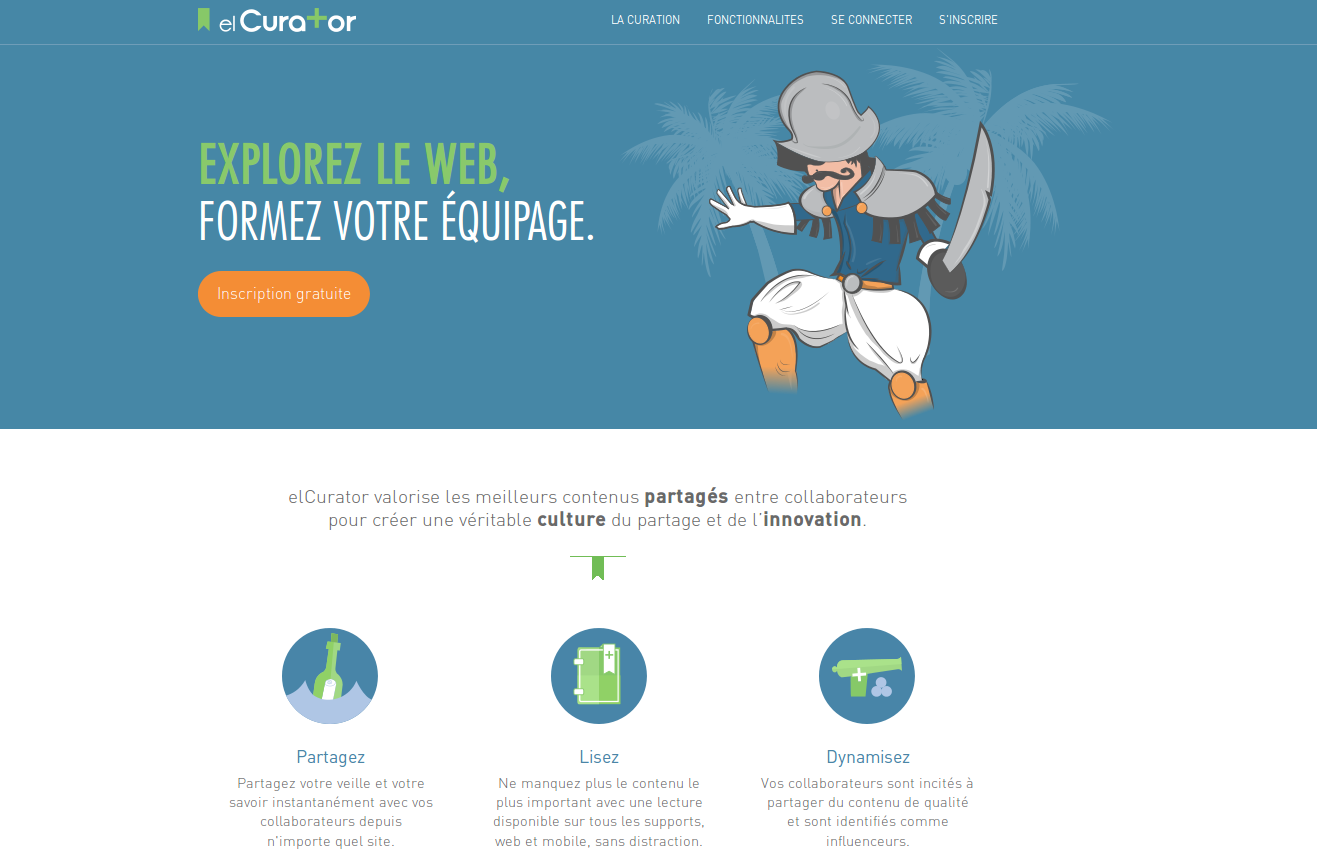 elCurator
LA CURATION
FONCTIONNALITES
SE CONNECTER
S'INSCRIRE
EXPLOREZ LE WEB,
FORMEZ VOTRE ÉQUIPAGE.
Inscription gratuite
elCurator valorise les meilleurs contenus partagés entre collaborateurs
pour créer une véritable culture du partage et de l'innovation.
Partagez
Partagez votre veille et votre
savoir instantanément avec vos
collaborateurs depuis
n'importe quel site.
Lisez
Ne manquez plus le contenu le
plus important avec une lecture
disponible sur tous les supports,
web et mobile, sans distraction.
Dynamisez
Vos collaborateurs sont incités à
partager du contenu de qualité
et sont identifiés comme
influenceurs.